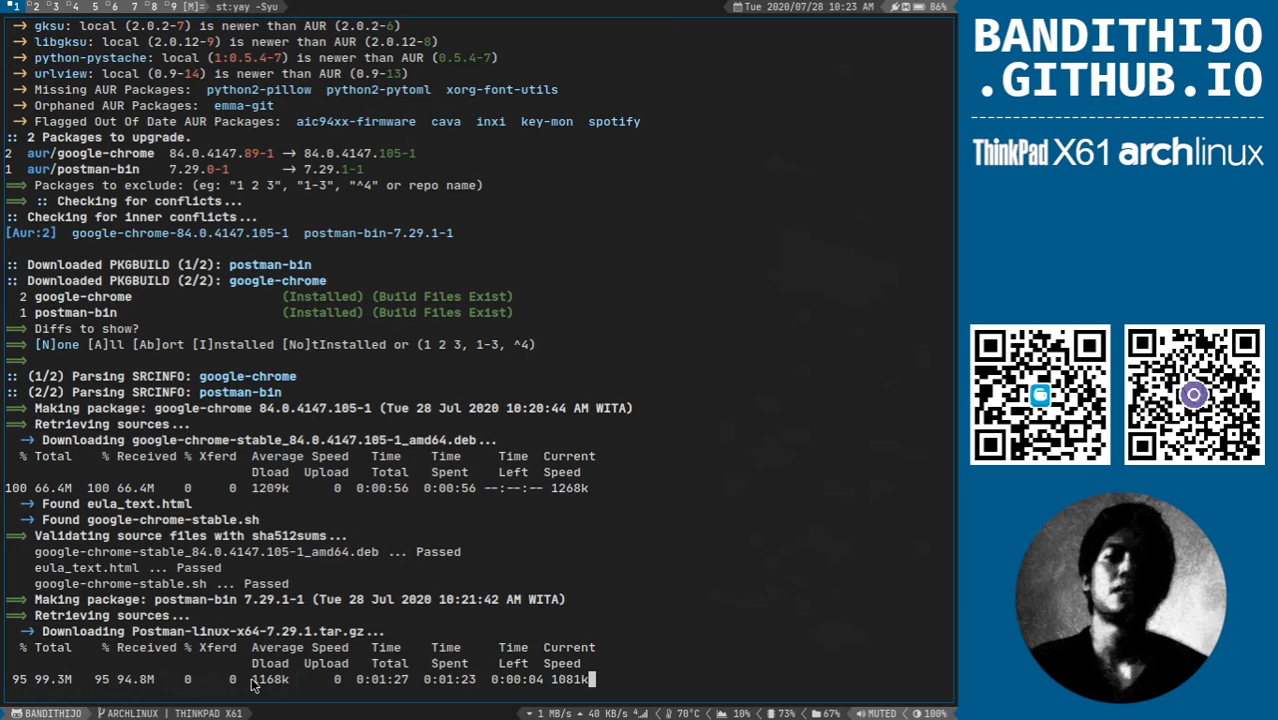 1 2 3 4 5 6 7 8 9 [M]= st:yay -Syu Tue 2020/07/28 10:23 AM 86%
-> gksu: local (2.0.2-7) is newer than AUR (2.0.2-6)
-> libgksu: local (2.0.12-9) is newer than AUR (2.0.12-8)
-> python-pystache: local (1:0.5.4-7) is newer than AUR (0.5.4-7)
-> urlview: local (0.9-14) is newer than AUR (0.9-13)
-> Missing AUR Packages: python2-pillow python2-pytoml xorg-font-utils
-> Orphaned AUR Packages: emma-git
-> Flagged Out Of Date AUR Packages: aic94xx-firmware cava inxi key-mon spotify
:: 2 Packages to upgrade.
2 aur/google-chrome 84.0.4147.89-1 -> 84.0.4147.105-1
1 aur/postman-bin 7.29.0-1 -> 7.29.1-1
==> Packages to exclude: (eg: "1 2 3", "1-3", "^4" or repo name)
==> :: Checking for conflicts...
:: Checking for inner conflicts...
[Aur:2] google-chrome-84.0.4147.105-1 postman-bin-7.29.1-1
:: Downloaded PKGBUILD (1/2): postman-bin
:: Downloaded PKGBUILD (2/2): google-chrome
2 google-chrome (Installed) (Build Files Exist)
1 postman-bin (Installed) (Build Files Exist)
==> Diffs to show?
==> [N]one [A]ll [Ab]ort [I]nstalled [No]tInstalled or (1 2 3, 1-3, ^4)
==>
:: (1/2) Parsing SRCINFO: google-chrome
:: (2/2) Parsing SRCINFO: postman-bin
==> Making package: google-chrome 84.0.4147.105-1 (Tue 28 Jul 2020 10:20:44 AM WITA)
==> Retrieving sources...
-> Downloading google-chrome-stable_84.0.4147.105-1_amd64.deb...
% Total % Received % Xferd Average Speed Time Time Time Current
Dload Upload Total Spent Left Speed
100 66.4M 100 66.4M 0 0 1209k 0 0:00:56 0:00:56 --:--:-- 1268k
-> Found eula_text.html
-> Found google-chrome-stable.sh
==> Validating source files with sha512sums...
google-chrome-stable_84.0.4147.105-1_amd64.deb ... Passed
eula_text.html ... Passed
google-chrome-stable.sh ... Passed
==> Making package: postman-bin 7.29.1-1 (Tue 28 Jul 2020 10:21:42 AM WITA)
==> Retrieving sources...
-> Downloading Postman-linux-x64-7.29.1.tar.gz...
% Total % Received % Xferd Average Speed Time Time Time Current
Dload Upload Total Spent Left Speed
95 99.3M 95 94.8M 0 0 1168k 0 0:01:27 0:01:23 0:00:04 1081k
BANDITHIJO ARCHLINUX | THINKPAD X61 1 MB/s 40 KB/s 70°C 10% 73% 67% MUTED 100%
BANDITHIJO
.GITHUB.IO
ThinkPad X61 archlinux